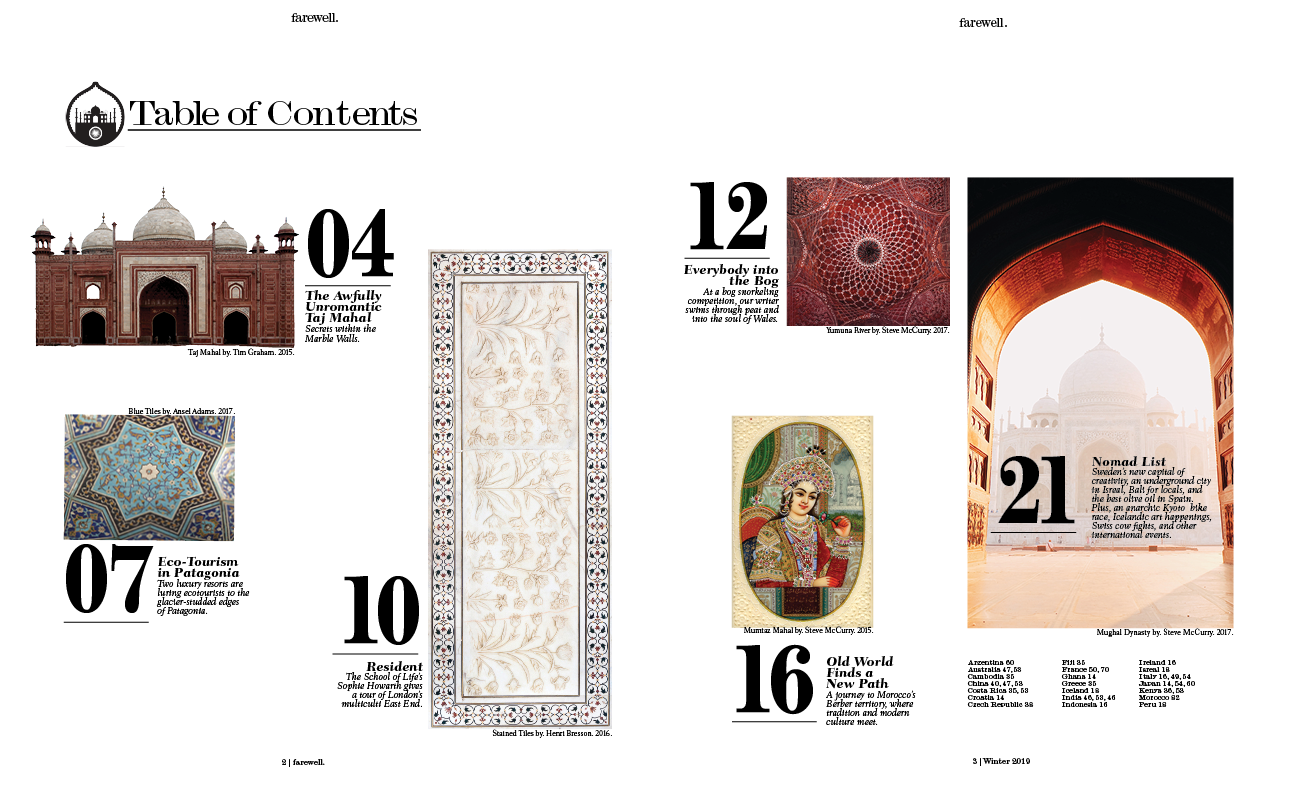 farewell.
Table of Contents
04
The Awfully
Unromantic
Taj Mahal
Secrets within the
Marble Walls.
Taj Mahal by. Tim Graham. 2015.
Blue Tiles by. Ansel Adams. 2017.
07
Eco-Tourism
in Patagonia
Two luxury resorts are
luring ecotourists to the
glacier-studded edges
of Patagonia.
10
Resident
The School of Life's
Sophie Howarth gives
a tour of London's
multiculti East End.
Stained Tiles by. Henri Bresson. 2016.
2 | farewell.
farewell.
12
Everybody into
the Bog
At a bog snorkeling
competition, our writer
swims through peat and
into the soul of Wales.
Yumuna River by. Steve McCurry. 2017.
Mumtaz Mahal by. Steve McCurry. 2015.
16
Old World
Finds a
New Path
A journey to Morocco's
Berber territory, where
tradition and modern
culture meet.
21
Nomad List
Sweden's new capital of
creativity, an underground city
in Isreal, Bali for locals, and
the best olive oil in Spain.
Plus, an anarchic Kyoto bike
race, Icelandic art happenings,
Swiss cow fights, and other
international events.
Mughal Dynasty by. Steve McCurry. 2017.
Argentina 60
Australia 47, 53
Cambodia 35
China 40, 47, 53
Costa Rica 35, 53
Croatia 14
Czech Republic 38
Fiji 35
France 50, 70
Ghana 14
Greece 35
Iceland 18
India 46, 53, 46
Indonesia 16
Ireland 16
Isreal 18
Italy 16, 49, 54
Japan 14, 54, 60
Kenya 36, 53
Morocco 82
Peru 18
3 | Winter 2019